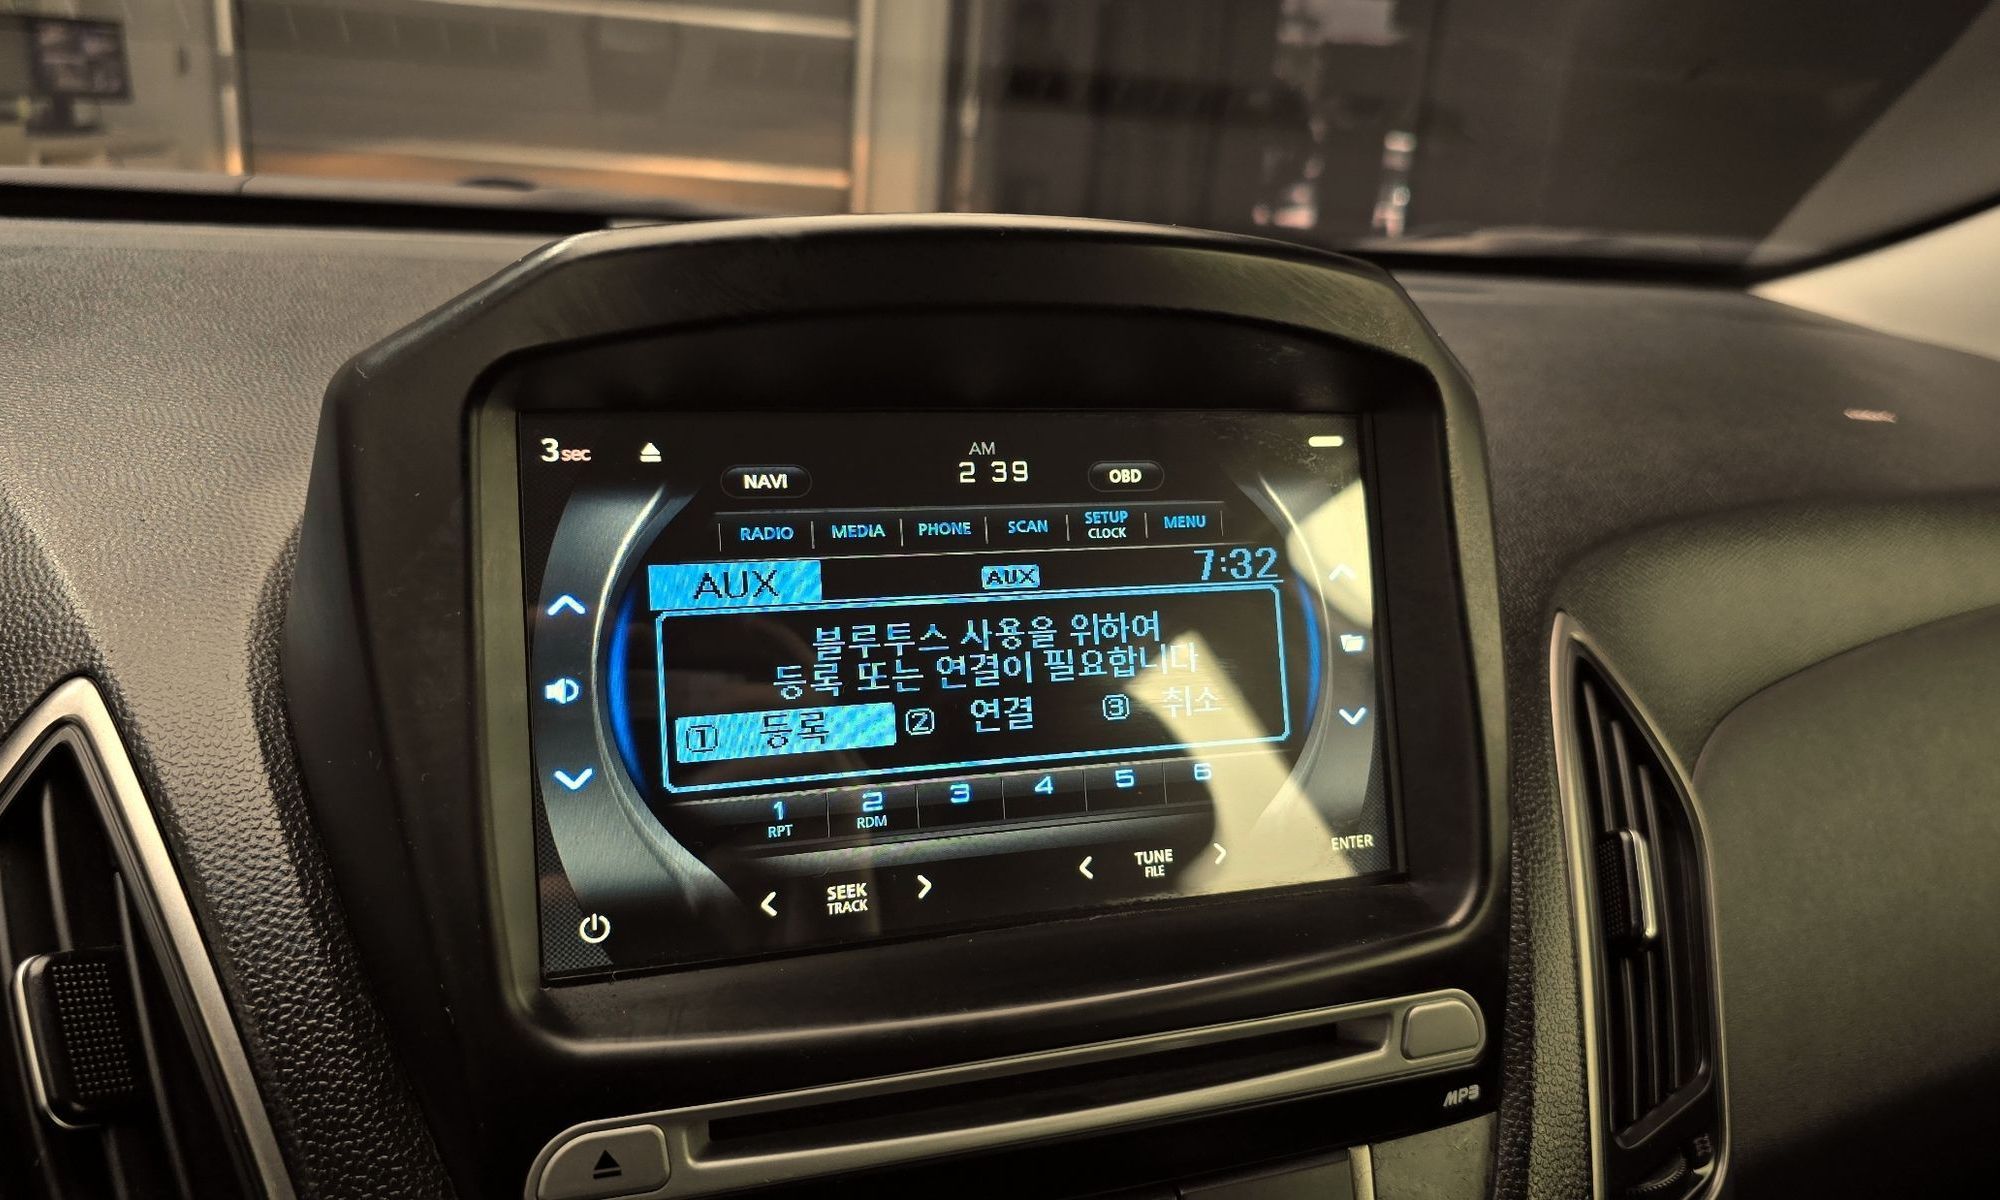 3sec
AM
NAVI 2 39 OBD
RADIO MEDIA PHONE SCAN SETUP CLOCK MENU
AUX AUX 7:32
블루투스 사용을 위하여
등록 또는 연결이 필요합니다
1 등록 2 연결 3 취소
1 2 3 4 5 6
RPT RDM
SEEK TUNE ENTER
TRACK FILE
MP3